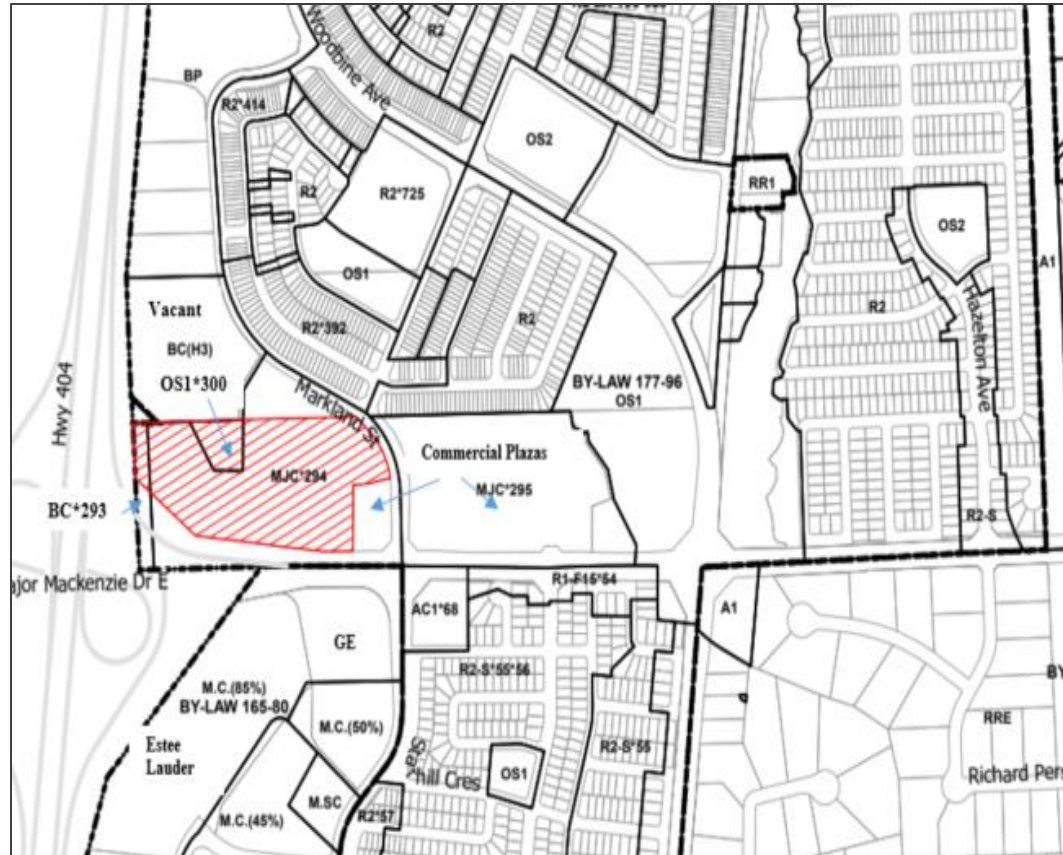 Woodbine Ave
R2
BP
R2*414
OS2
R2
R2*725
RR1
OS2
A1
OS1
R2
Hazelton Ave
Vacant
R2*392
R2
BC(H3)
OS1*300
Markland St
BY-LAW 177-96
OS1
Hwy 404
Commercial Plazas
MJC*294
MJC*295
BC*293
R2-S
ajor Mackenzie Dr E
R1-F15*54
AC1*68
A1
GE
R2-S*55*56
M.C.(85%)
BY-LAW 165-80
M.C.(50%)
BY
RRE
Estee
Lauder
R2-S*55
hill Cres
OS1
Richard Pers
M.SC
M.C.(45%)
R2*57